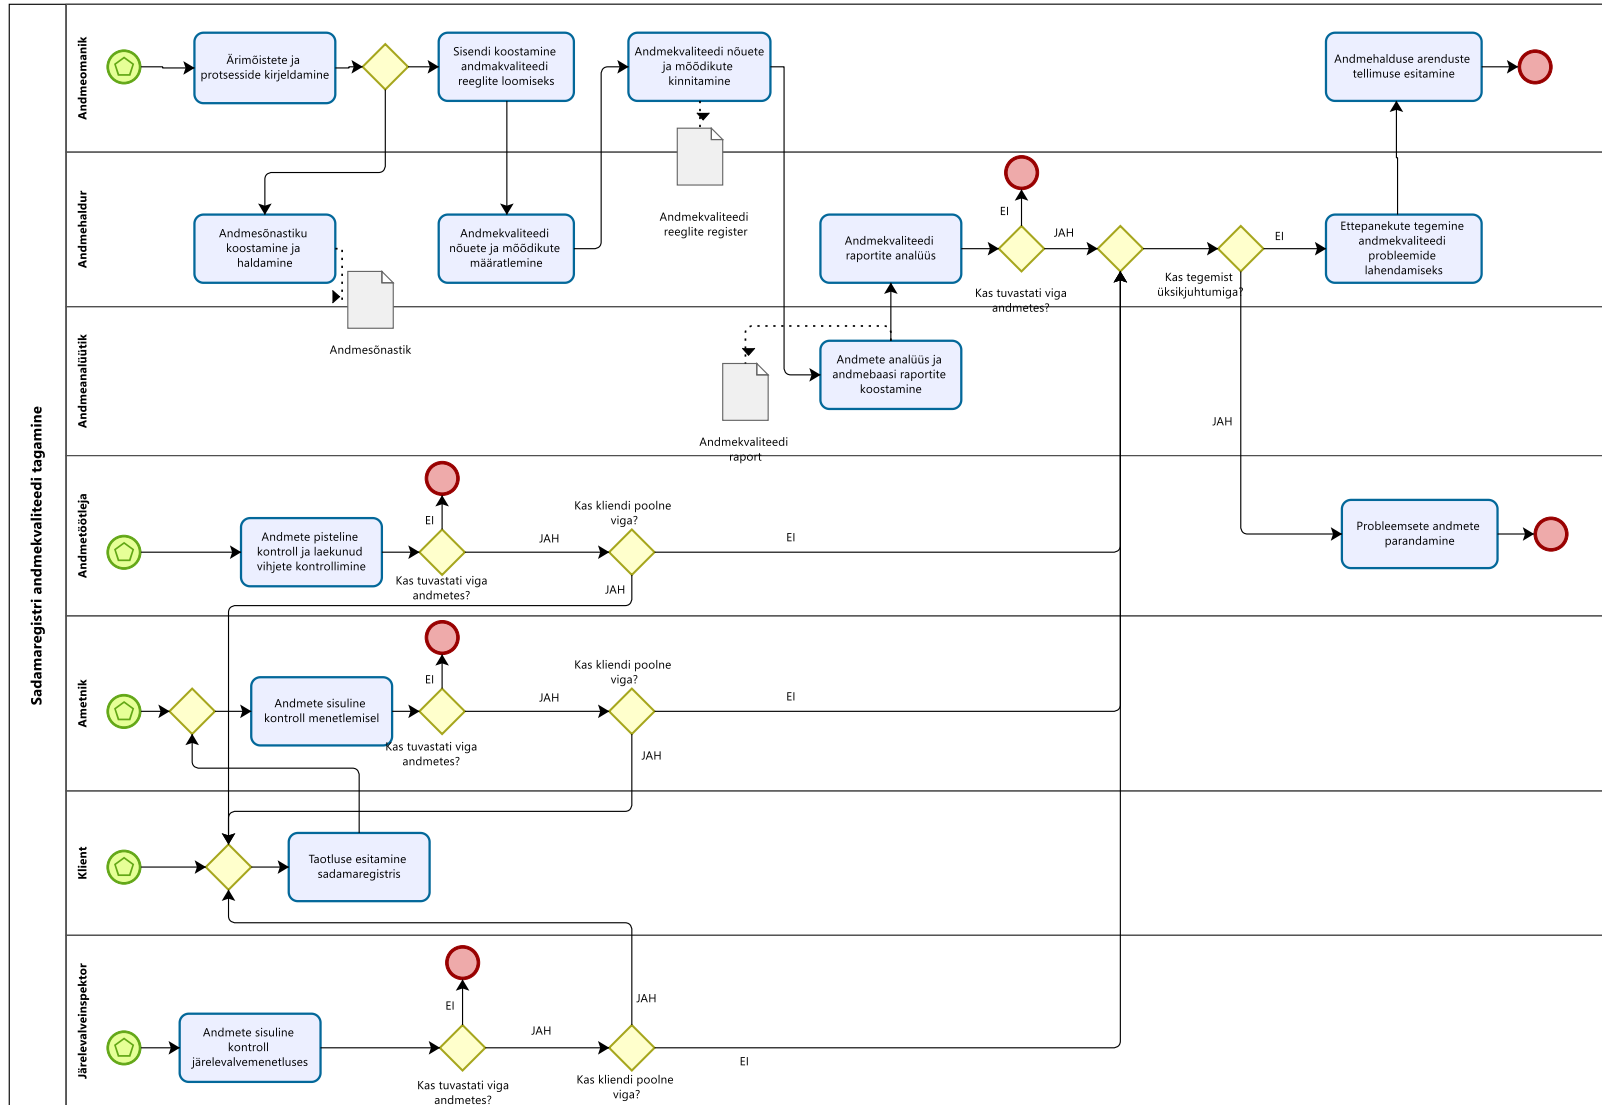 Sadamaregistri andmekvaliteedi tagamine
Andmeomanik
Ärimõistete ja
protsesside kirjeldamine
Sisendi koostamine
andmakvaliteedi
reeglite loomiseks
Andmekvaliteedi nõuete
ja mõõdikute
kinnitamine
Andmehalduse arenduste
tellimuse esitamine
Andmekvaliteedi
reeglite register
Andmehaldur
Andmesõnastiku
koostamine ja
haldamine
Andmesõnastik
Andmekvaliteedi
nõuete ja mõõdikute
määratlemine
Andmekvaliteedi
raportite analüüs
EI
JAH
Kas tuvastati viga
andmetes?
Kas tegemist
üksikjuhtumiga?
EI
Ettepanekute tegemine
andmekvaliteedi
probleemide
lahendamiseks
Andmeanalüütik
Andmekvaliteedi
raport
Andmete analüüs ja
andmebaasi raportite
koostamine
JAH
Andmetöötleja
Andmete pisteline
kontroll ja laekunud
vihjete kontrollimine
EI
Kas tuvastati viga
andmetes?
JAH
Kas kliendi poolne
viga?
EI
JAH
Probleemsete andmete
parandamine
Ametnik
Andmete sisuline
kontroll menetlemisel
EI
Kas tuvastati viga
andmetes?
JAH
Kas kliendi poolne
viga?
EI
JAH
Klient
Taotluse esitamine
sadamaregistris
Järelevalveinspektor
Andmete sisuline
kontroll
järelevalvemenetluses
EI
Kas tuvastati viga
andmetes?
JAH
JAH
Kas kliendi poolne
viga?
EI